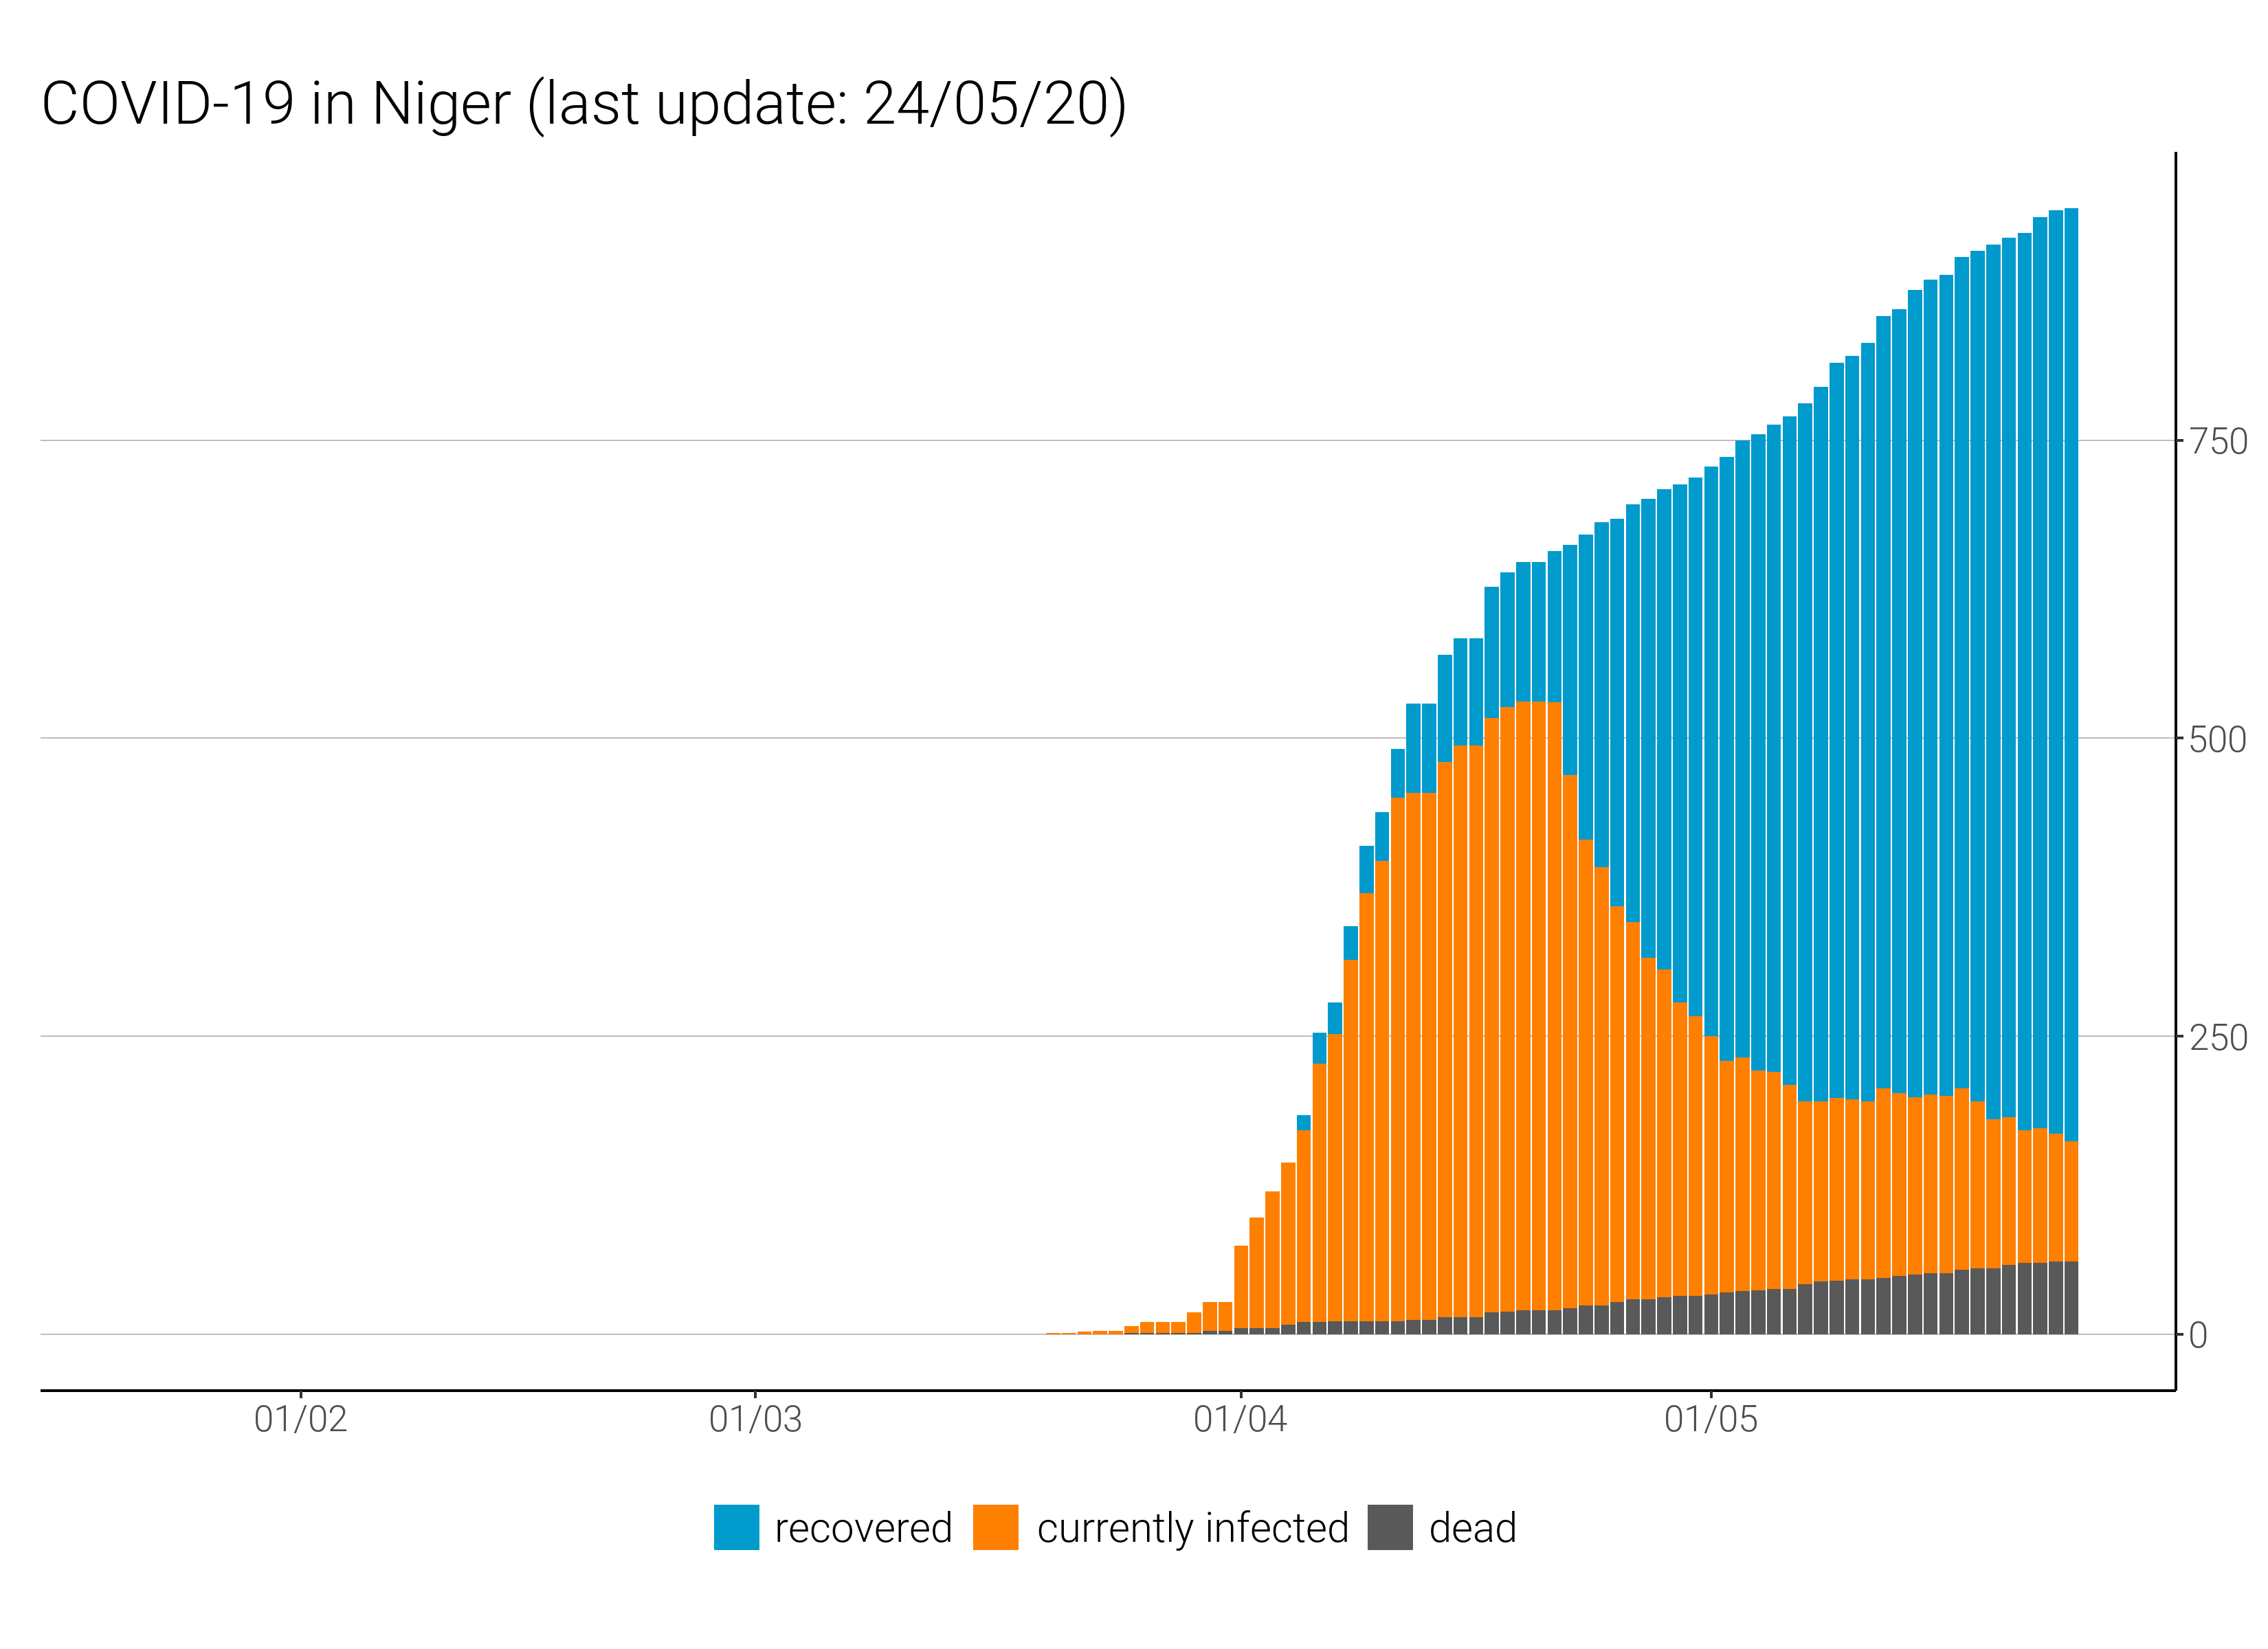 COVID-19 in Niger (last update: 24/05/20)
750
500
250
0
01/02 01/03 01/04 01/05
recovered currently infected dead